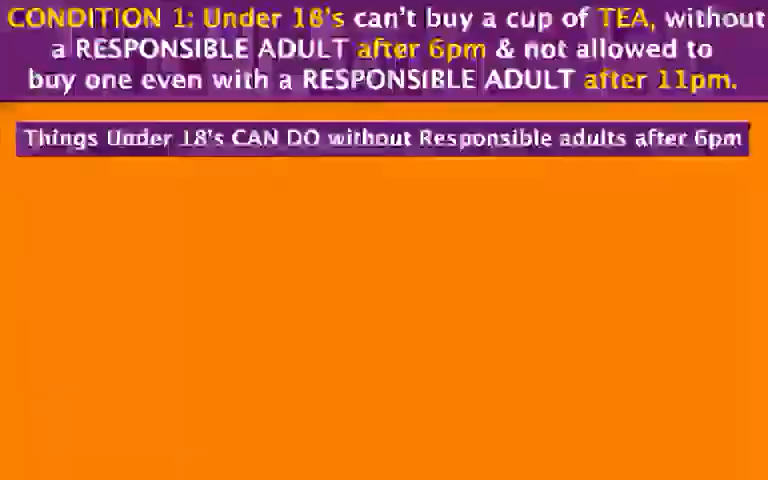 CONDITION 1: Under 18's can't buy a cup of TEA, without
a RESPONSIBLE ADULT after 6pm & not allowed to
buy one even with a RESPONSIBLE ADULT after 11pm.
Things Under 18's CAN DO without Responsible adults after 6pm